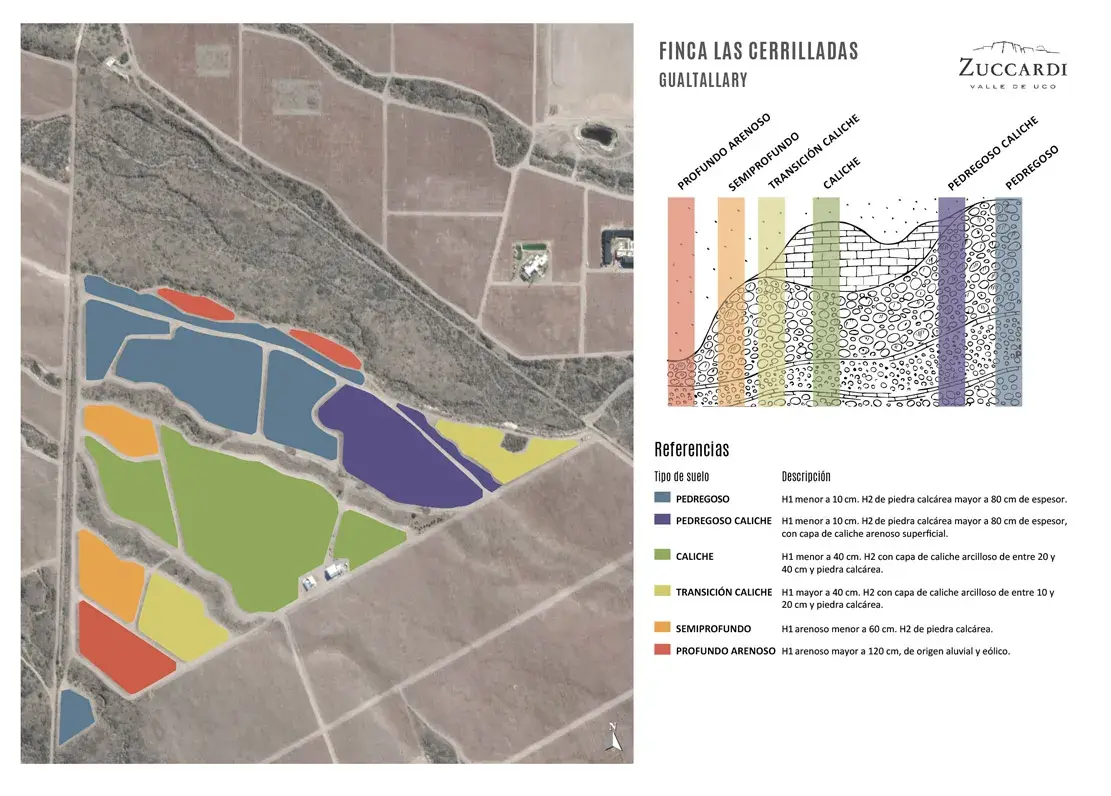 FINCA LAS CERRILLADAS
GUALTALLARY
ZUCCARDI
VALLE DE UCO
PROFUNDO ARENOSO
SEMIPROFUNDO
TRANSICIÓN CALICHE
CALICHE
PEDREGOSO CALICHE
PEDREGOSO
Referencias
Tipo de suelo Descripción
PEDREGOSO H1 menor a 10 cm. H2 de piedra calcárea mayor a 80 cm de espesor.
PEDREGOSO CALICHE H1 menor a 10 cm. H2 de piedra calcárea mayor a 80 cm de espesor,
con capa de caliche arenoso superficial.
CALICHE H1 menor a 40 cm. H2 con capa de caliche arcilloso de entre 20 y
40 cm y piedra calcárea.
TRANSICIÓN CALICHE H1 mayor a 40 cm. H2 con capa de caliche arcilloso de entre 10 y
20 cm y piedra calcárea.
SEMIPROFUNDO H1 arenoso menor a 60 cm. H2 de piedra calcárea.
PROFUNDO ARENOSO H1 arenoso mayor a 120 cm, de origen aluvial y eólico.
N